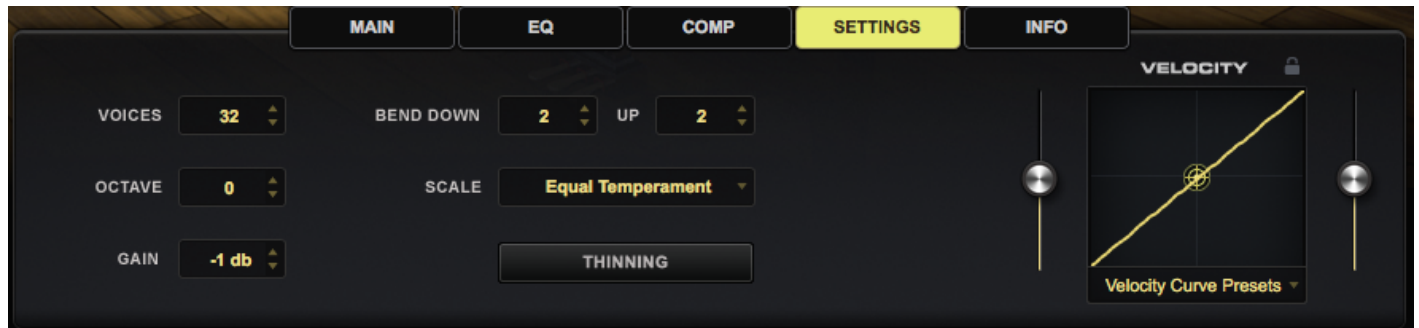 MAIN EQ COMP SETTINGS INFO
VELOCITY
VOICES 32 BEND DOWN 2 UP 2
OCTAVE 0 SCALE Equal Temperament
GAIN -1 db THINNING
Velocity Curve Presets